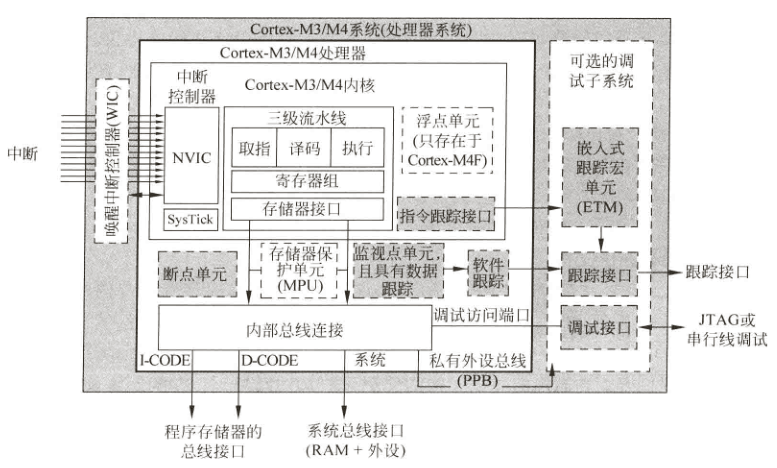 Cortex-M3/M4系统(处理器系统)
Cortex-M3/M4处理器
可选的调
试子系统
中断
控制器
Cortex-M3/M4内核
唤醒中断控制器(WIC)
中断
NVIC
SysTick
三级流水线
取指
译码
执行
寄存器组
存储器接口
浮点单元
(只存在于
Cortex-M4F)
指令跟踪接口
嵌入式
跟踪宏
单元
(ETM)
断点单元
存储器保
护单元
(MPU)
监视点单元,
且具有数据
跟踪
软件
跟踪
跟踪接口
跟踪接口
内部总线连接
调试访问端口
调试接口
JTAG或
串行线调试
I-CODE
D-CODE
系统
私有外设总线
(PPB)
程序存储器的
总线接口
系统总线接口
(RAM + 外设)